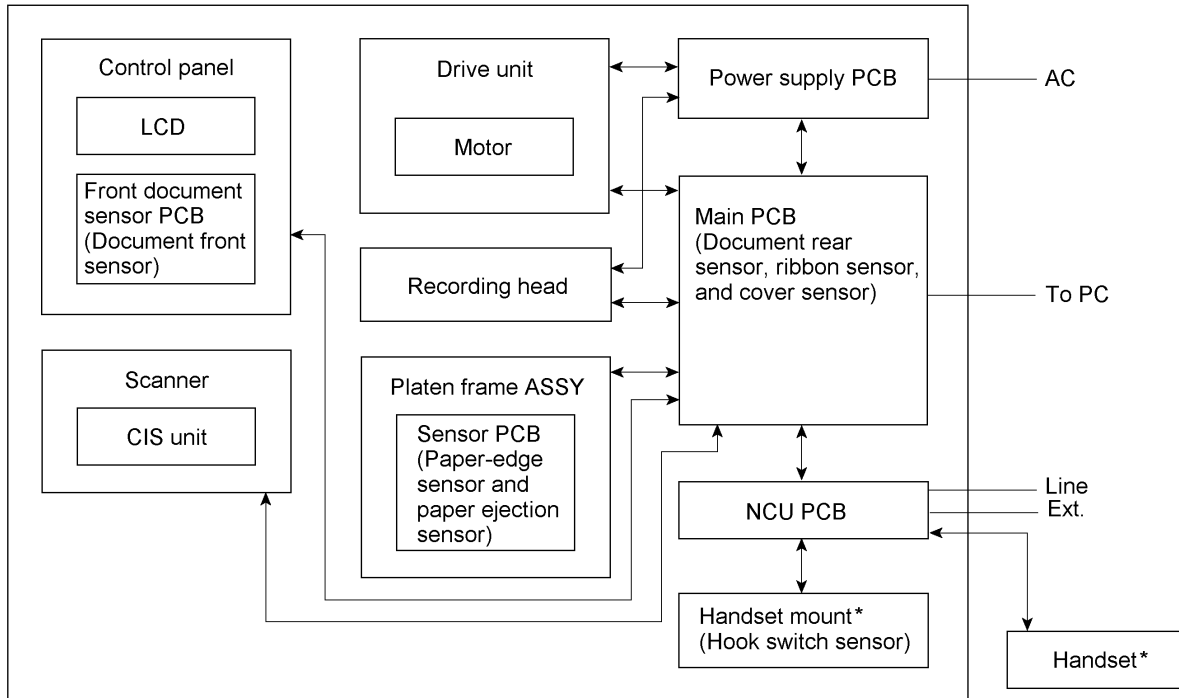 Control panel
LCD
Front document
sensor PCB
(Document front
sensor)
Scanner
CIS unit
Drive unit
Motor
Recording head
Platen frame ASSY
Sensor PCB
(Paper-edge
sensor and
paper ejection
sensor)
Power supply PCB
AC
Main PCB
(Document rear
sensor, ribbon sensor,
and cover sensor)
To PC
NCU PCB
Line
Ext.
Handset mount*
(Hook switch sensor)
Handset*